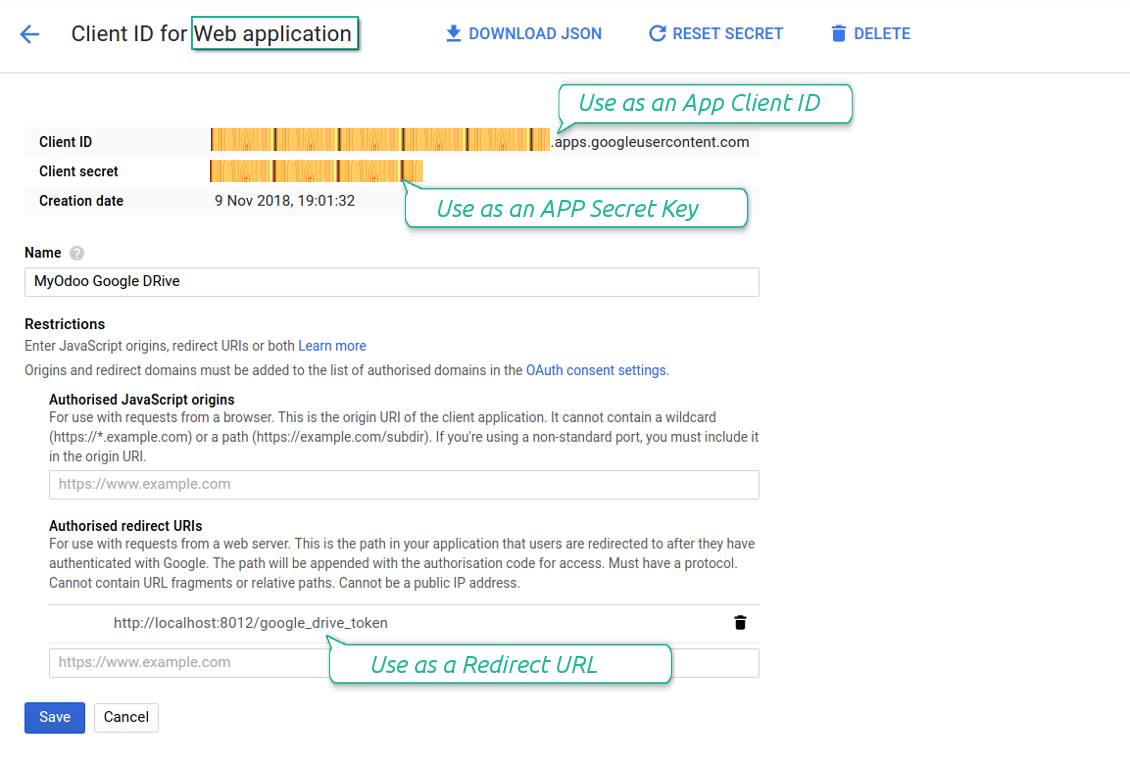 Client ID for Web application
DOWNLOAD JSON
RESET SECRET
DELETE
Use as an App Client ID
Client ID
.apps.googleusercontent.com
Client secret
Creation date
9 Nov 2018, 19:01:32
Use as an APP Secret Key
Name ?
MyOdoo Google DRive
Restrictions
Enter JavaScript origins, redirect URIs or both Learn more
Origins and redirect domains must be added to the list of authorised domains in the OAuth consent settings.
Authorised JavaScript origins
For use with requests from a browser. This is the origin URI of the client application. It cannot contain a wildcard
(https://*.example.com) or a path (https://example.com/subdir). If you're using a non-standard port, you must include it
in the origin URI.
https://www.example.com
Authorised redirect URIs
For use with requests from a web server. This is the path in your application that users are redirected to after they have
authenticated with Google. The path will be appended with the authorisation code for access. Must have a protocol.
Cannot contain URL fragments or relative paths. Cannot be a public IP address.
http://localhost:8012/google_drive_token
https://www.example.com
Use as a Redirect URL
Save
Cancel